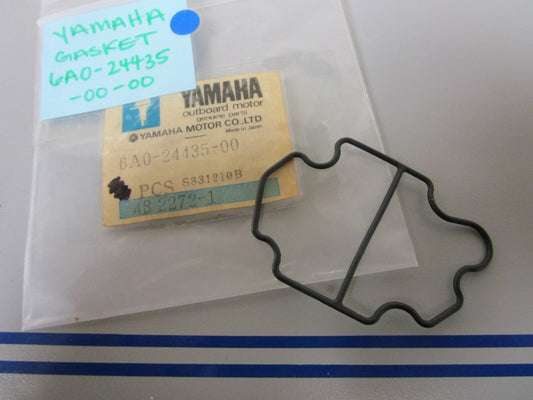 YAMAHA
GASKET
6A0-24435
-00-00
YAMAHA
outboard motor
genuine parts
YAMAHA MOTOR CO.LTD
Made in Japan
6A0-24435-00
PCS S831210B
A8 2272-1